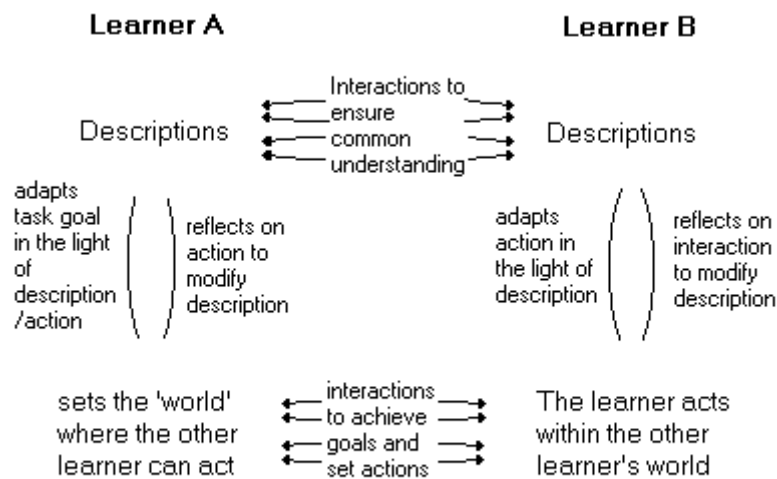 Learner A
Learner B
Interactions to
ensure
common
understanding
Descriptions
Descriptions
adapts
task goal
in the light
of
description
/action
reflects on
action to
modify
description
adapts
action in
the light of
description
reflects on
interaction
to modify
description
sets the 'world'
where the other
learner can act
interactions
to achieve
goals and
set actions
The learner acts
within the other
learner's world